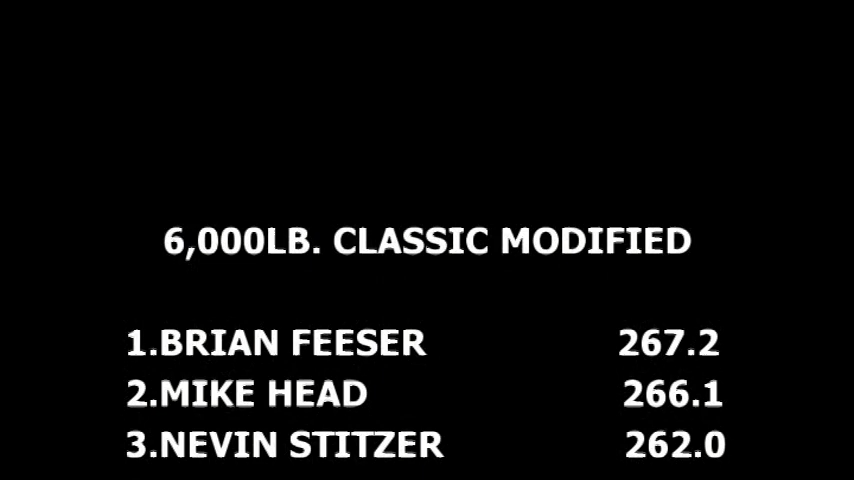 6,000LB. CLASSIC MODIFIED
1.BRIAN FEESER 267.2
2.MIKE HEAD 266.1
3.NEVIN STITZER 262.0